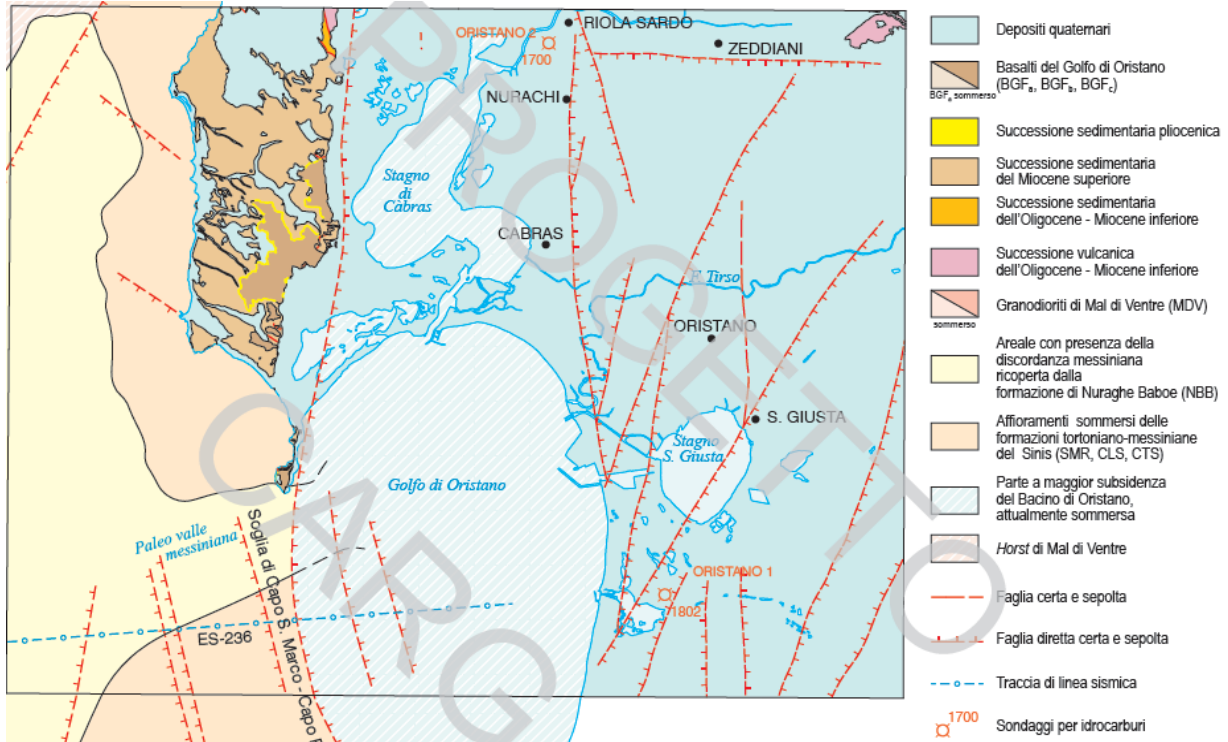 ORISTANO 2
1700
RIOLA SARDO
ZEDDIANI
NURACHI
Stagno
di
Càbras
CABRAS
F. Tirso
ORISTANO
S. GIUSTA
Stagno
S. Giusta
Golfo di Oristano
Paleo valle
messiniana
Soglia di Capo S. Marco - Capo
ES-236
ORISTANO 1
1802
PROGETTO
CARG
Depositi quaternari
Basalti del Golfo di Oristano
(BGFa, BGFb, BGFc)
BGFa sommerso
Successione sedimentaria pliocenica
Successione sedimentaria
del Miocene superiore
Successione sedimentaria
dell'Oligocene - Miocene inferiore
Successione vulcanica
dell'Oligocene - Miocene inferiore
Granodioriti di Mal di Ventre (MDV)
sommerso
Areale con presenza della
discordanza messiniana
ricoperta dalla
formazione di Nuraghe Baboe (NBB)
Affioramenti sommersi delle
formazioni tortoniano-messiniane
del Sinis (SMR, CLS, CTS)
Parte a maggior subsidenza
del Bacino di Oristano,
attualmente sommersa
Horst di Mal di Ventre
Faglia certa e sepolta
Faglia diretta certa e sepolta
Traccia di linea sismica
1700
Sondaggi per idrocarburi